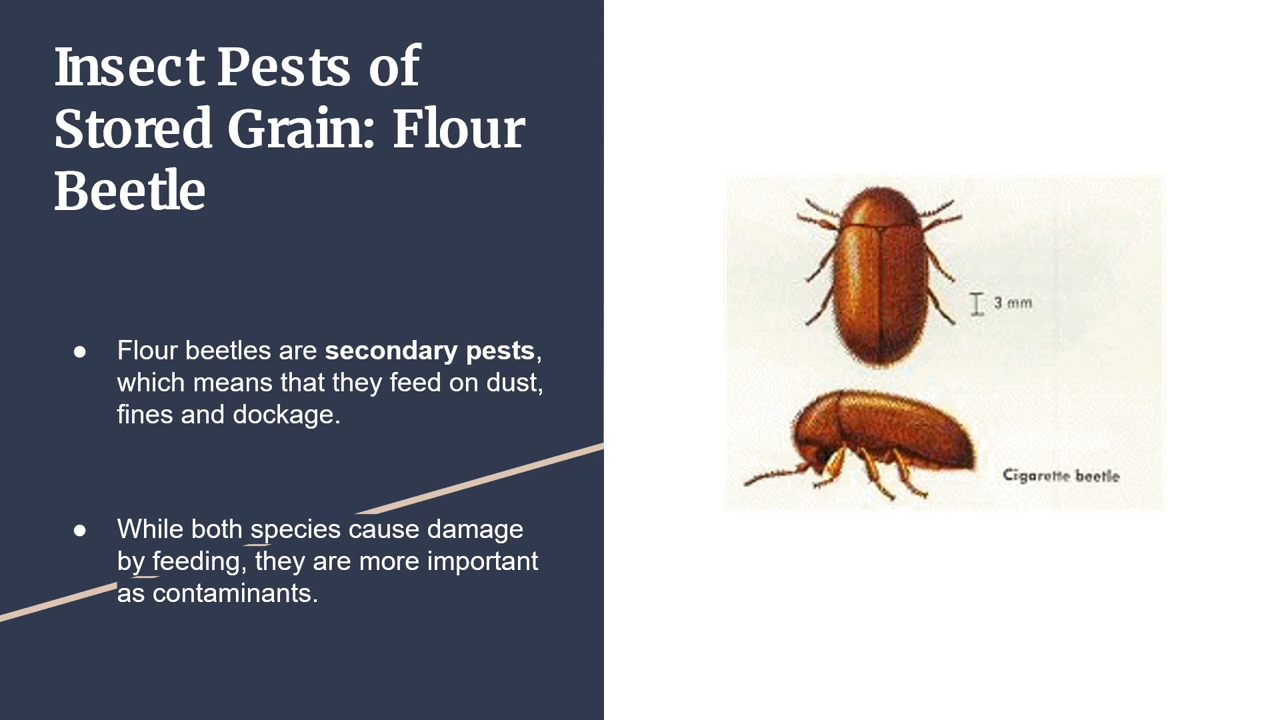 Insect Pests of
Stored Grain: Flour
Beetle
● Flour beetles are secondary pests,
which means that they feed on dust,
fines and dockage.
● While both species cause damage
by feeding, they are more important
as contaminants.
3 mm
Cigarette beetle